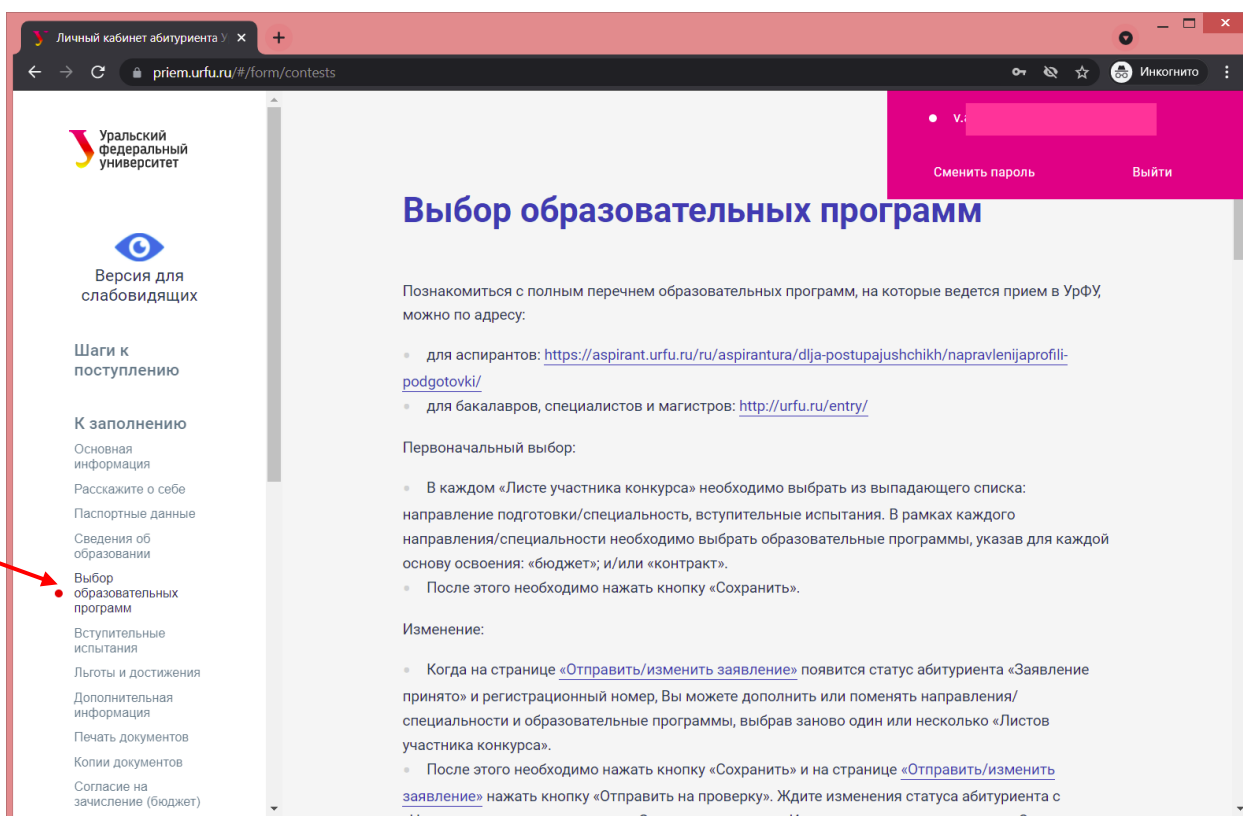 Личный кабинет абитуриента У
priem.urfu.ru/#/form/contests
Инкогнито
Уральский
федеральный
университет
Версия для
слабовидящих
Шаги к
поступлению
К заполнению
Основная
информация
Расскажите о себе
Паспортные данные
Сведения об
образовании
Выбор
образовательных
программ
Вступительные
испытания
Льготы и достижения
Дополнительная
информация
Печать документов
Копии документов
Согласие на
зачисление (бюджет)
v.
Сменить пароль Выйти
Выбор образовательных программ
Познакомиться с полным перечнем образовательных программ, на которые ведется прием в УрФУ,
можно по адресу:
для аспирантов: https://aspirant.urfu.ru/ru/aspirantura/dlja-postupajushchikh/napravlenijaprofili-
podgotovki/
для бакалавров, специалистов и магистров: http://urfu.ru/entry/
Первоначальный выбор:
В каждом «Листе участника конкурса» необходимо выбрать из выпадающего списка:
направление подготовки/специальность, вступительные испытания. В рамках каждого
направления/специальности необходимо выбрать образовательные программы, указав для каждой
основу освоения: «бюджет»; и/или «контракт».
После этого необходимо нажать кнопку «Сохранить».
Изменение:
Когда на странице «Отправить/изменить заявление» появится статус абитуриента «Заявление
принято» и регистрационный номер, Вы можете дополнить или поменять направления/
специальности и образовательные программы, выбрав заново один или несколько «Листов
участника конкурса».
После этого необходимо нажать кнопку «Сохранить» и на странице «Отправить/изменить
заявление» нажать кнопку «Отправить на проверку». Ждите изменения статуса абитуриента с